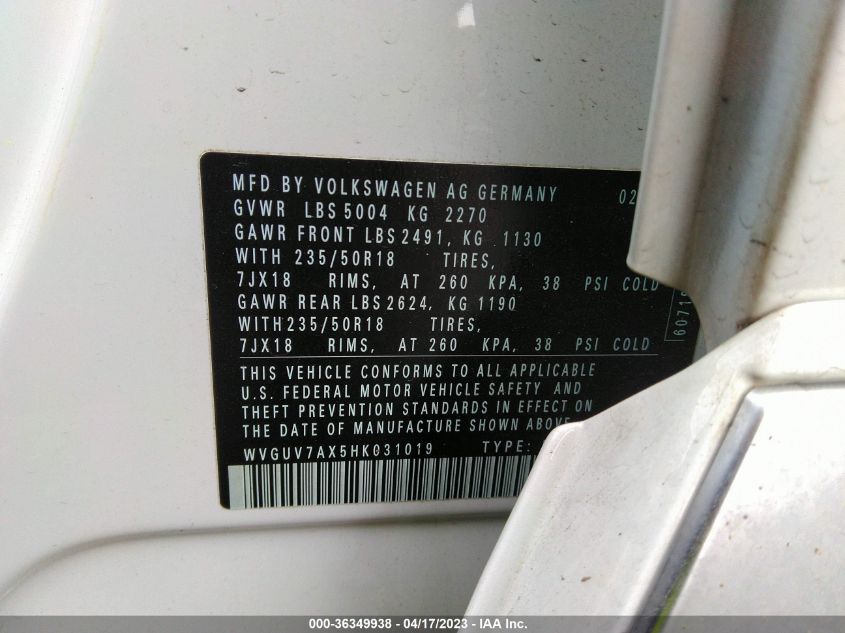 MFD BY VOLKSWAGEN AG GERMANY 02
GVWR LBS 5004 KG 2270
GAWR FRONT LBS 2491, KG 1130
WITH 235/50R18 TIRES,
7JX18 RIMS, AT 260 KPA, 38 PSI COLD
GAWR REAR LBS 2624, KG 1190
WITH 235/50R18 TIRES,
7JX18 RIMS, AT 260 KPA, 38 PSI COLD
THIS VEHICLE CONFORMS TO ALL APPLICABLE
U.S. FEDERAL MOTOR VEHICLE SAFETY AND
THEFT PREVENTION STANDARDS IN EFFECT ON
THE DATE OF MANUFACTURE SHOWN ABOVE
WVGUV7AX5HK031019 TYPE:
6071
000-36349938 - 04/17/2023 - IAA Inc.